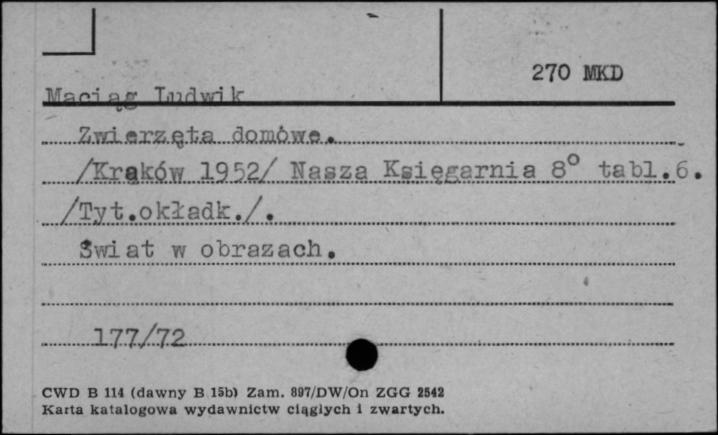 270 MKD
Maciąg Ludwik
Zwierzęta domowe.
/Kraków 1952/ Nasza Księgarnia 8° tabl.6.
/Tyt.okładk./.
Świat w obrazach.
177/72
CWD B 114 (dawny B 15b) Zam. 897/DW/On ZGG 2542
Karta katalogowa wydawnictw ciągłych i zwartych.